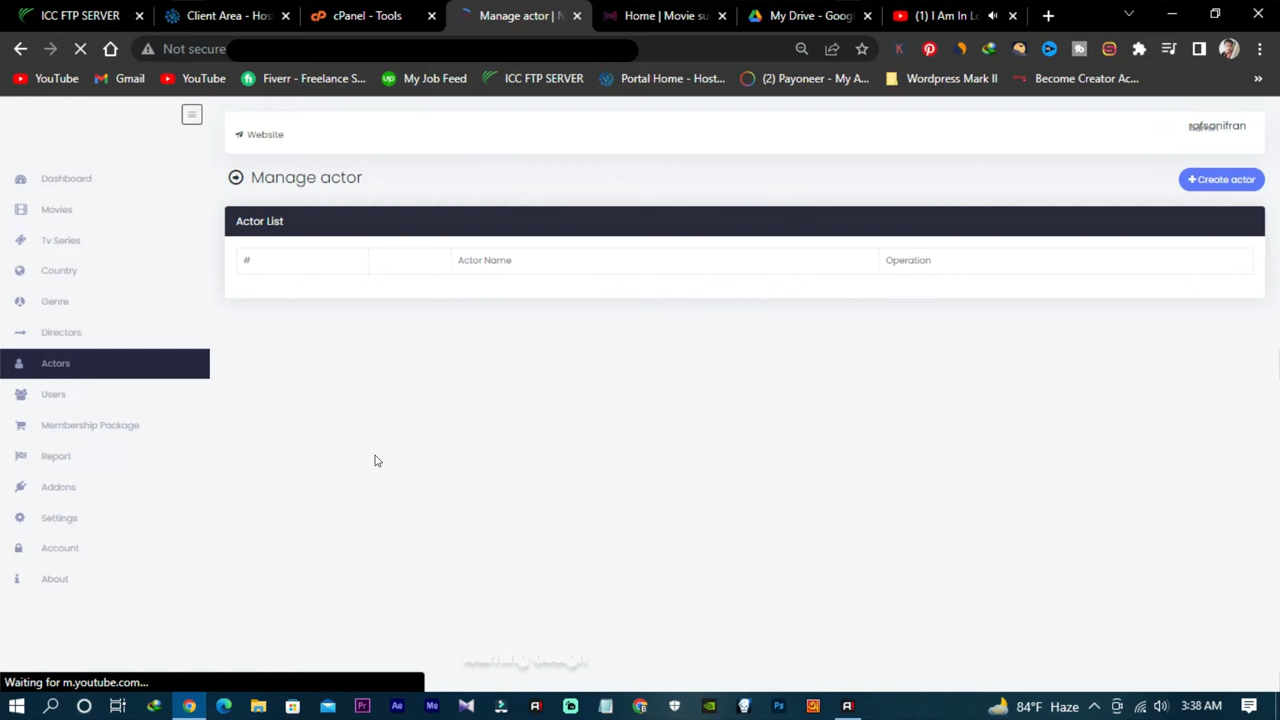 ICC FTP SERVER
Client Area - Hos
cPanel - Tools
Manage actor | N
Home | Movie su
My Drive - Goog
(1) I Am In L
Not secure
YouTube
Gmail
YouTube
Fiverr - Freelance S...
My Job Feed
ICC FTP SERVER
Portal Home - Host...
(2) Payoneer - My A...
Wordpress Mark II
Become Creator Ac...
Website
rafsanifran
Manage actor
Create actor
Dashboard
Movies
Tv Series
Country
Genre
Directors
Actors
Users
Membership Package
Report
Addons
Settings
Account
About
Actor List
#
Actor Name
Operation
Waiting for m.youtube.com...
84°F Haze
3:38 AM